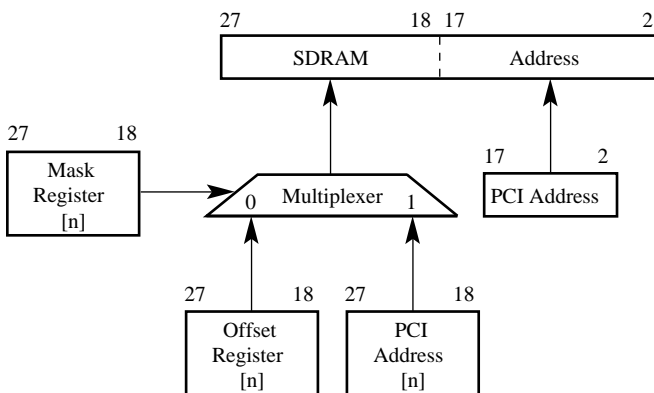 27 18 17 2
SDRAM Address
27 18
Mask
Register
[n]
17 2
PCI Address
Multiplexer
0 1
27 18
Offset
Register
[n]
27 18
PCI
Address
[n]